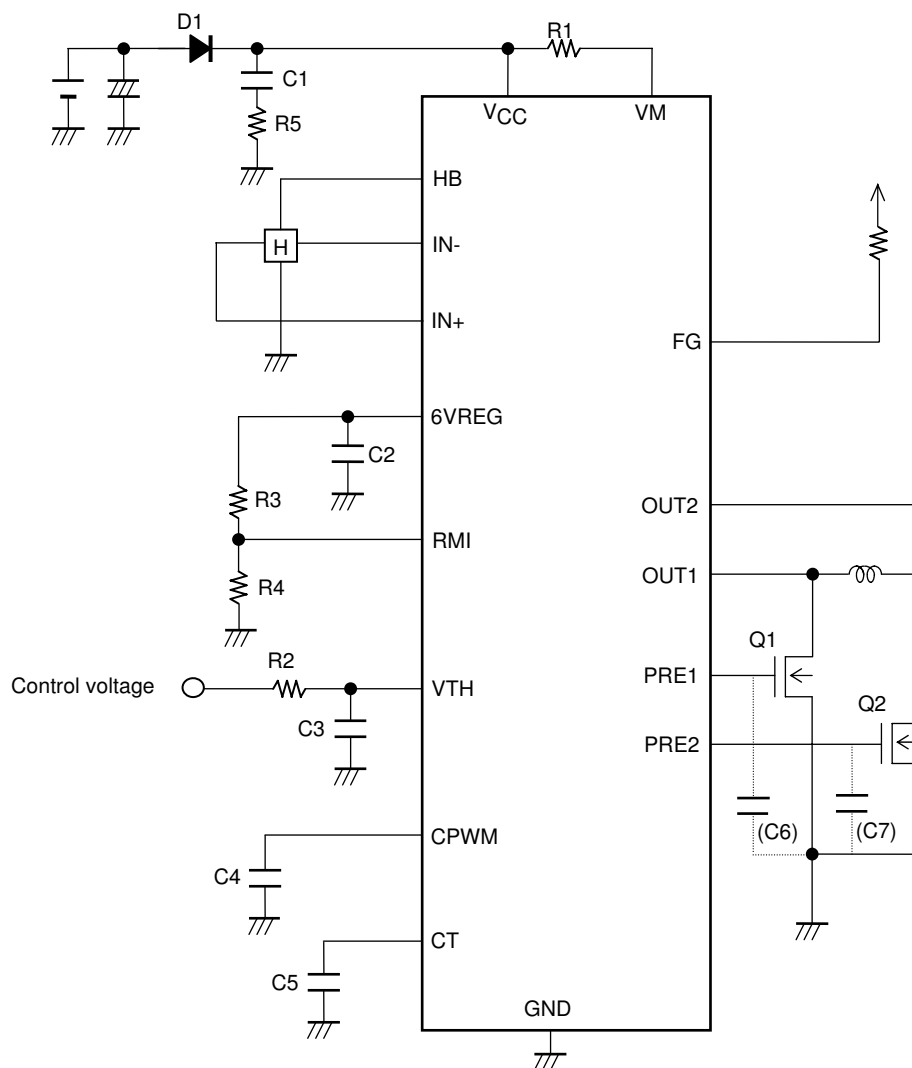 D1
R1
C1
R5
VCC
VM
HB
H
IN-
IN+
FG
6VREG
C2
R3
OUT2
RMI
R4
OUT1
Q1
R2
PRE1
Control voltage
VTH
Q2
C3
PRE2
(C6)
(C7)
CPWM
C4
CT
C5
GND